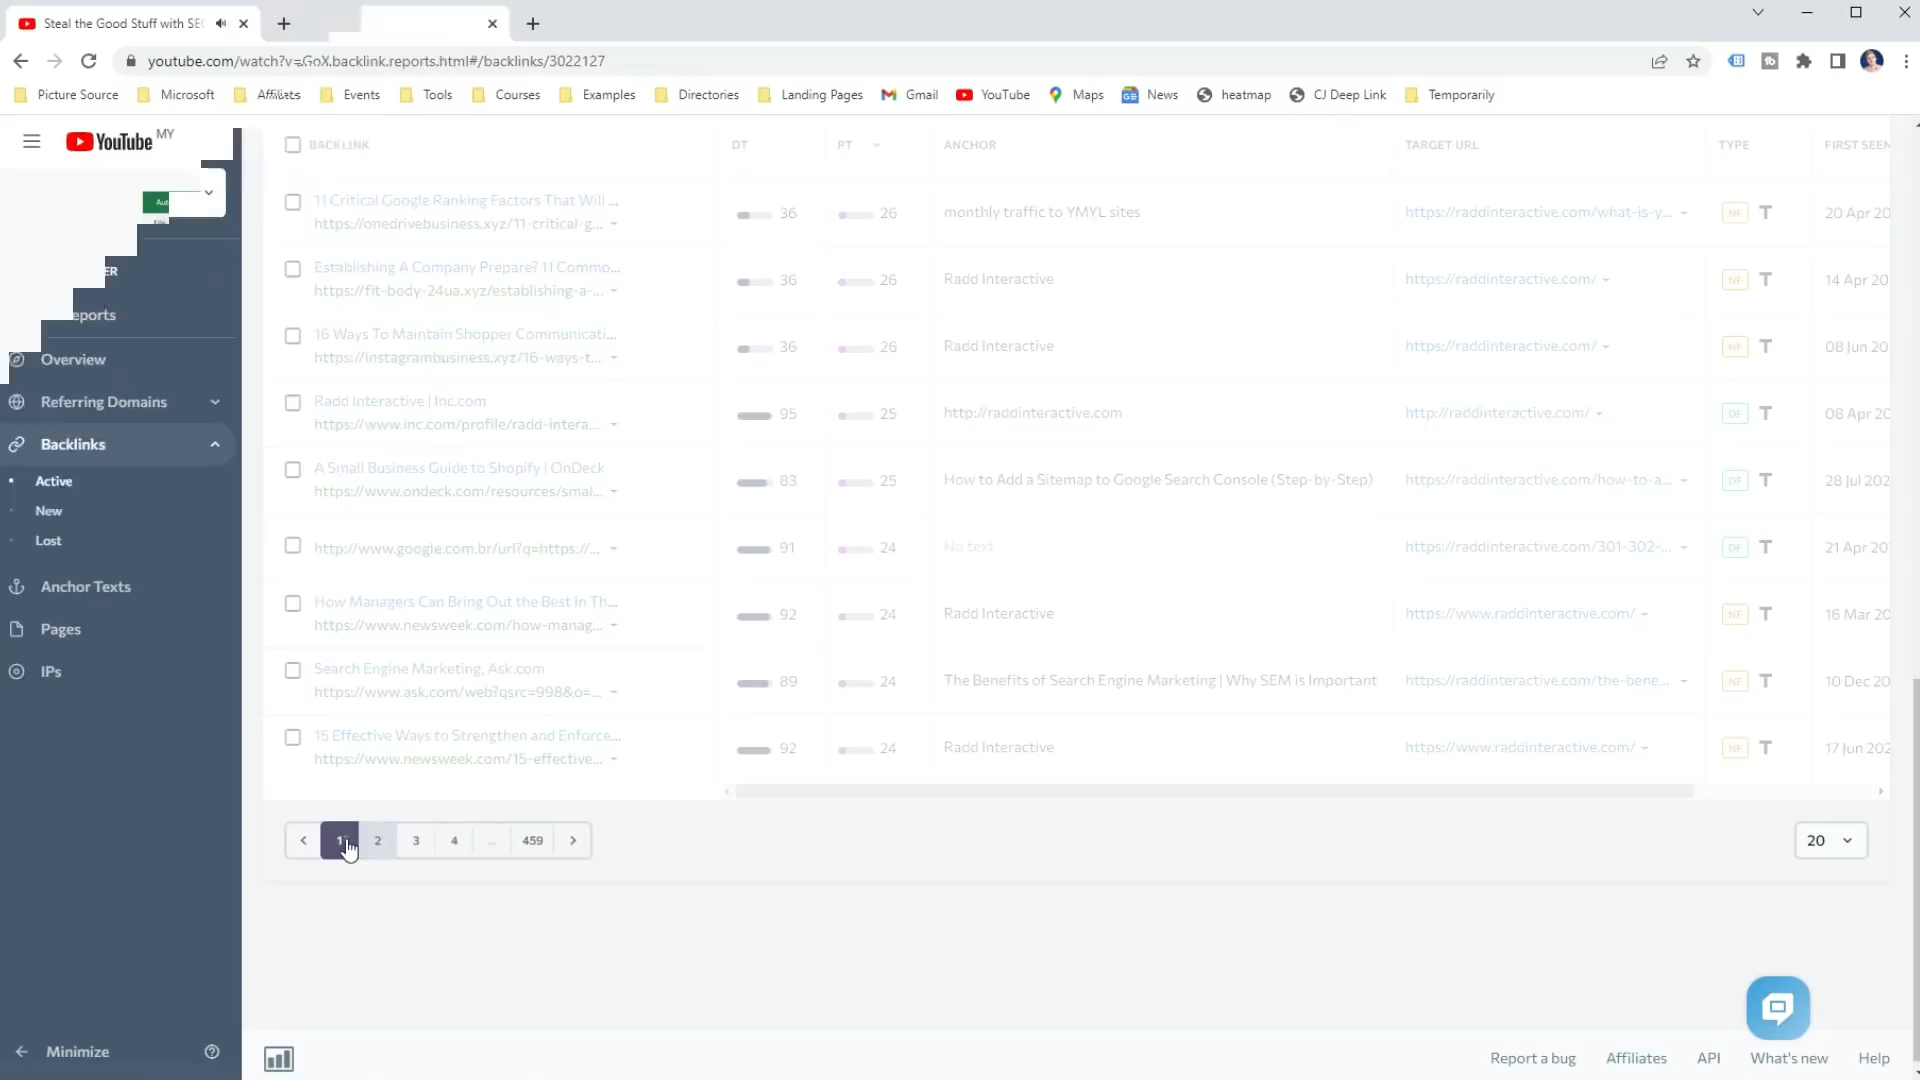 Steal the Good Stuff with SEO
Picture Source
Microsoft
Affiliates
Events
Tools
Courses
Examples
Directories
Landing Pages
Gmail
YouTube
Maps
News
heatmap
CJ Deep Link
Temporarily
YouTube MY
BACKLINK DT PT ANCHOR TARGET URL TYPE FIRST SEEN
11 Critical Google Ranking Factors That Will ...
https://onedrivebusiness.xyz/11-critical-g...
36 26 monthly traffic to YMYL sites https://raddinteractive.com/what-is-y... NF T 20 Apr 20
Establishing A Company Prepare? 11 Commo...
https://fit-body-24ua.xyz/establishing-a-...
36 26 Radd Interactive https://raddinteractive.com/ NF T 14 Apr 20
16 Ways To Maintain Shopper Communicati...
https://instagrambusiness.xyz/16-ways-t...
36 26 Radd Interactive https://raddinteractive.com/ NF T 08 Jun 20
Radd Interactive | Inc.com
https://www.inc.com/profile/radd-intera...
95 25 http://raddinteractive.com http://raddinteractive.com/ DF T 08 Apr 20
A Small Business Guide to Shopify | OnDeck
https://www.ondeck.com/resources/smal...
83 25 How to Add a Sitemap to Google Search Console (Step-by-Step) https://raddinteractive.com/how-to-a... DF T 28 Jul 202
http://www.google.com.br/url?q=https://...
91 24 No text https://raddinteractive.com/301-302-... DF T 21 Apr 20
How Managers Can Bring Out the Best In Th...
https://www.newsweek.com/how-manag...
92 24 Radd Interactive https://www.raddinteractive.com/ NF T 16 Mar 20
Search Engine Marketing, Ask.com
https://www.ask.com/web?qsrc=998&o=...
89 24 The Benefits of Search Engine Marketing | Why SEM is Important https://raddinteractive.com/the-bene... NF T 10 Dec 20
15 Effective Ways to Strengthen and Enforce...
https://www.newsweek.com/15-effective...
92 24 Radd Interactive https://www.raddinteractive.com/ NF T 17 Jun 202
ER
eports
Overview
Referring Domains
Backlinks
Active
New
Lost
Anchor Texts
Pages
IPs
Minimize
1 2 3 4 ... 459
20
Report a bug
Affiliates
API
What's new
Help